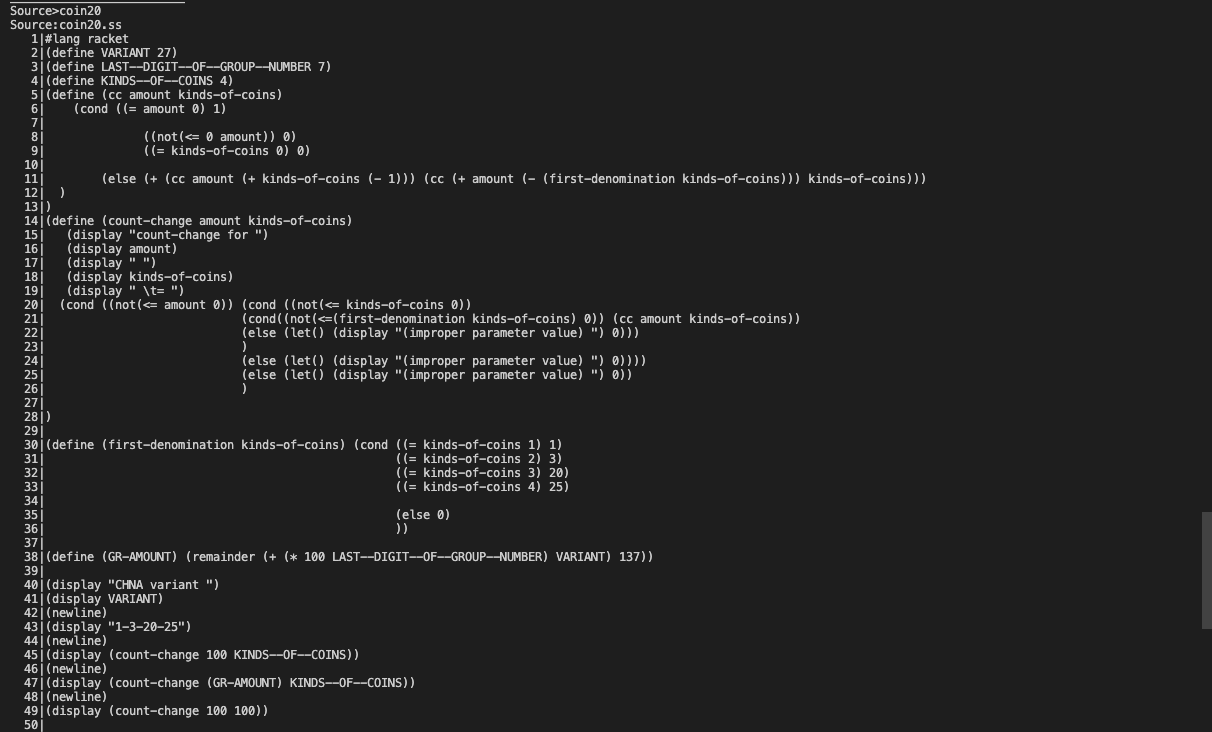 Source>coin20
Source:coin20.ss
1|#lang racket
2|(define VARIANT 27)
3|(define LAST--DIGIT--OF--GROUP--NUMBER 7)
4|(define KINDS--OF--COINS 4)
5|(define (cc amount kinds-of-coins)
6|    (cond ((= amount 0) 1)
7|
8|              ((not(<= 0 amount)) 0)
9|              ((= kinds-of-coins 0) 0)
10|
11|        (else (+ (cc amount (+ kinds-of-coins (- 1))) (cc (+ amount (- (first-denomination kinds-of-coins))) kinds-of-coins)))
12|  )
13|)
14|(define (count-change amount kinds-of-coins)
15|   (display "count-change for ")
16|   (display amount)
17|   (display " ")
18|   (display kinds-of-coins)
19|   (display " \t= ")
20|  (cond ((not(<= amount 0)) (cond ((not(<= kinds-of-coins 0))
21|                            (cond((not(<=(first-denomination kinds-of-coins) 0)) (cc amount kinds-of-coins))
22|                            (else (let() (display "(improper parameter value) ") 0)))
23|                            )
24|                            (else (let() (display "(improper parameter value) ") 0))))
25|                            (else (let() (display "(improper parameter value) ") 0))
26|                            )
27|
28|)
29|
30|(define (first-denomination kinds-of-coins) (cond ((= kinds-of-coins 1) 1)
31|                                                  ((= kinds-of-coins 2) 3)
32|                                                  ((= kinds-of-coins 3) 20)
33|                                                  ((= kinds-of-coins 4) 25)
34|
35|                                                  (else 0)
36|                                                  ))
37|
38|(define (GR-AMOUNT) (remainder (+ (* 100 LAST--DIGIT--OF--GROUP--NUMBER) VARIANT) 137))
39|
40|(display "CHNA variant ")
41|(display VARIANT)
42|(newline)
43|(display "1-3-20-25")
44|(newline)
45|(display (count-change 100 KINDS--OF--COINS))
46|(newline)
47|(display (count-change (GR-AMOUNT) KINDS--OF--COINS))
48|(newline)
49|(display (count-change 100 100))
50|